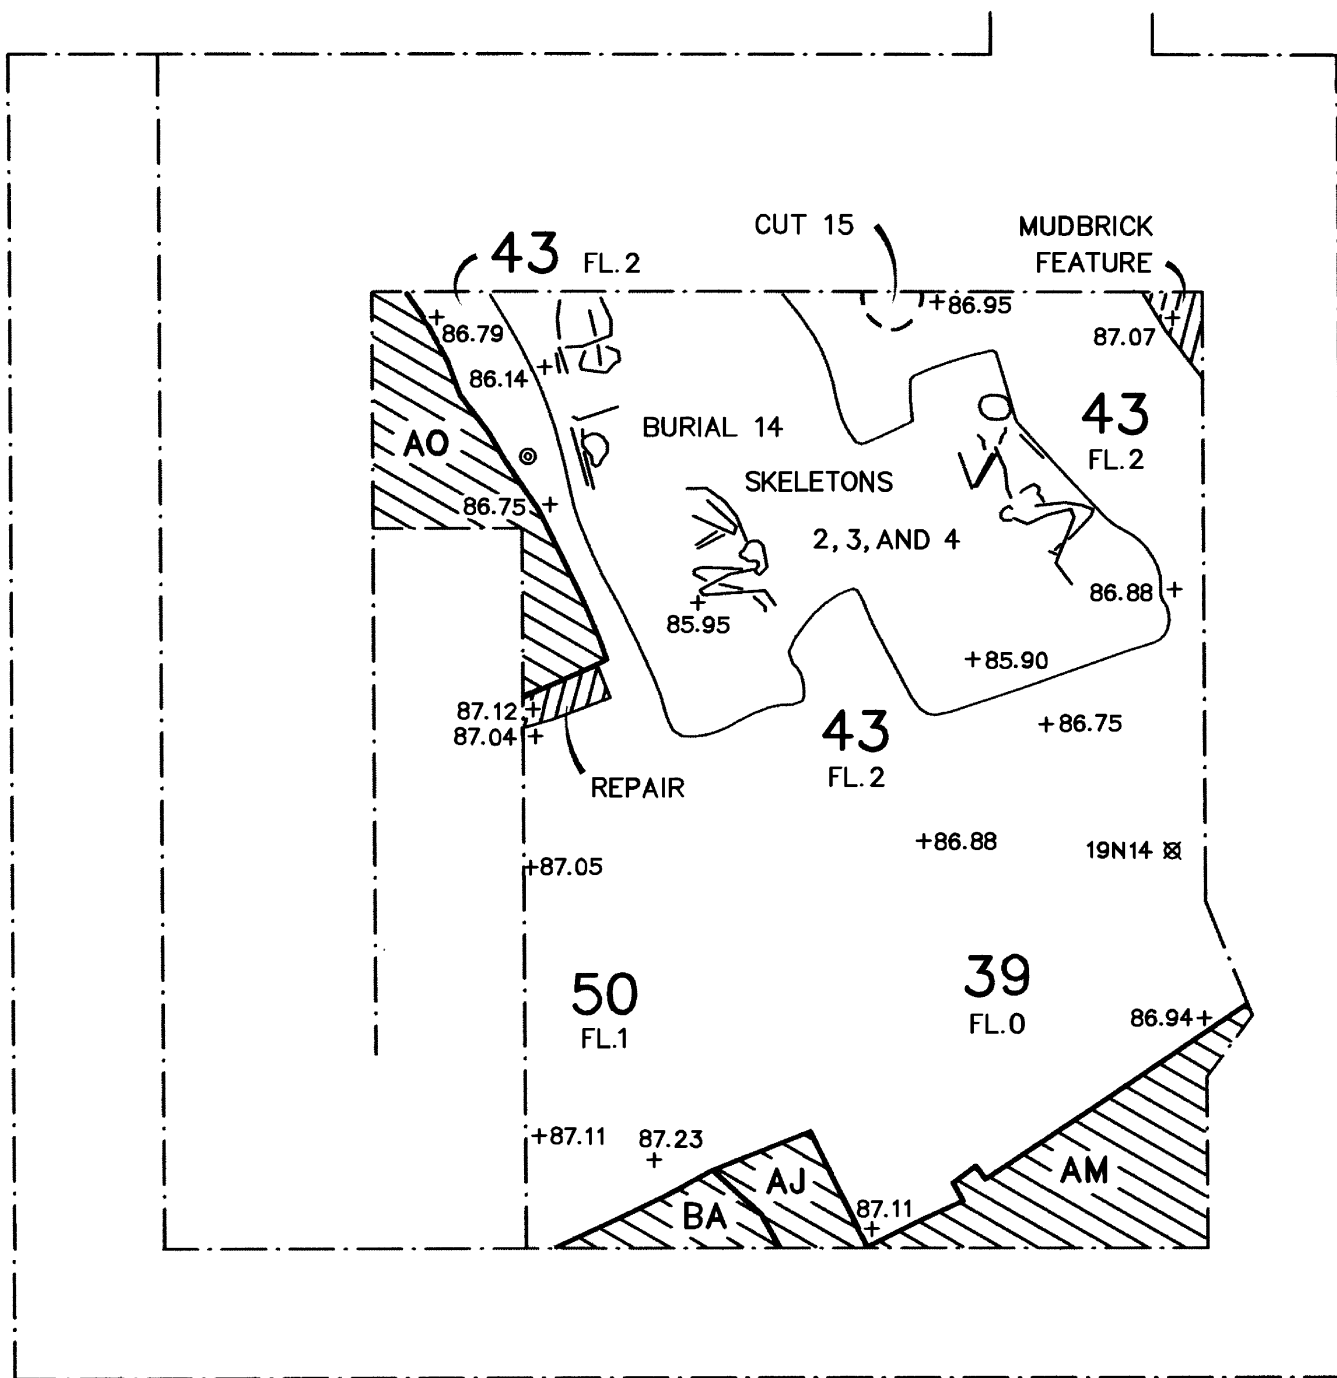 CUT 15
MUDBRICK
FEATURE
43 FL. 2
86.95
86.79
87.07
86.14
43
FL. 2
BURIAL 14
AO
SKELETONS
86.75
2, 3, AND 4
86.88
85.95
85.90
87.12
87.04
43
FL. 2
86.75
REPAIR
86.88
19N14
87.05
50
FL.1
39
FL.0
86.94
87.11
87.23
AM
AJ
BA
87.11